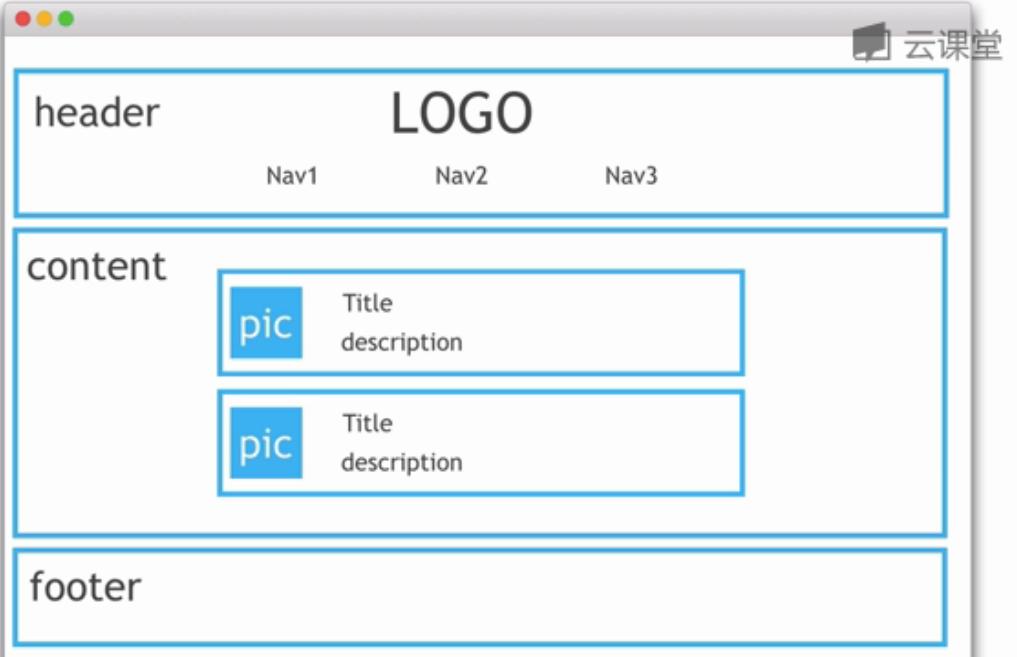 云课堂
header
LOGO
Nav1 Nav2 Nav3
content
pic
Title
description
pic
Title
description
footer